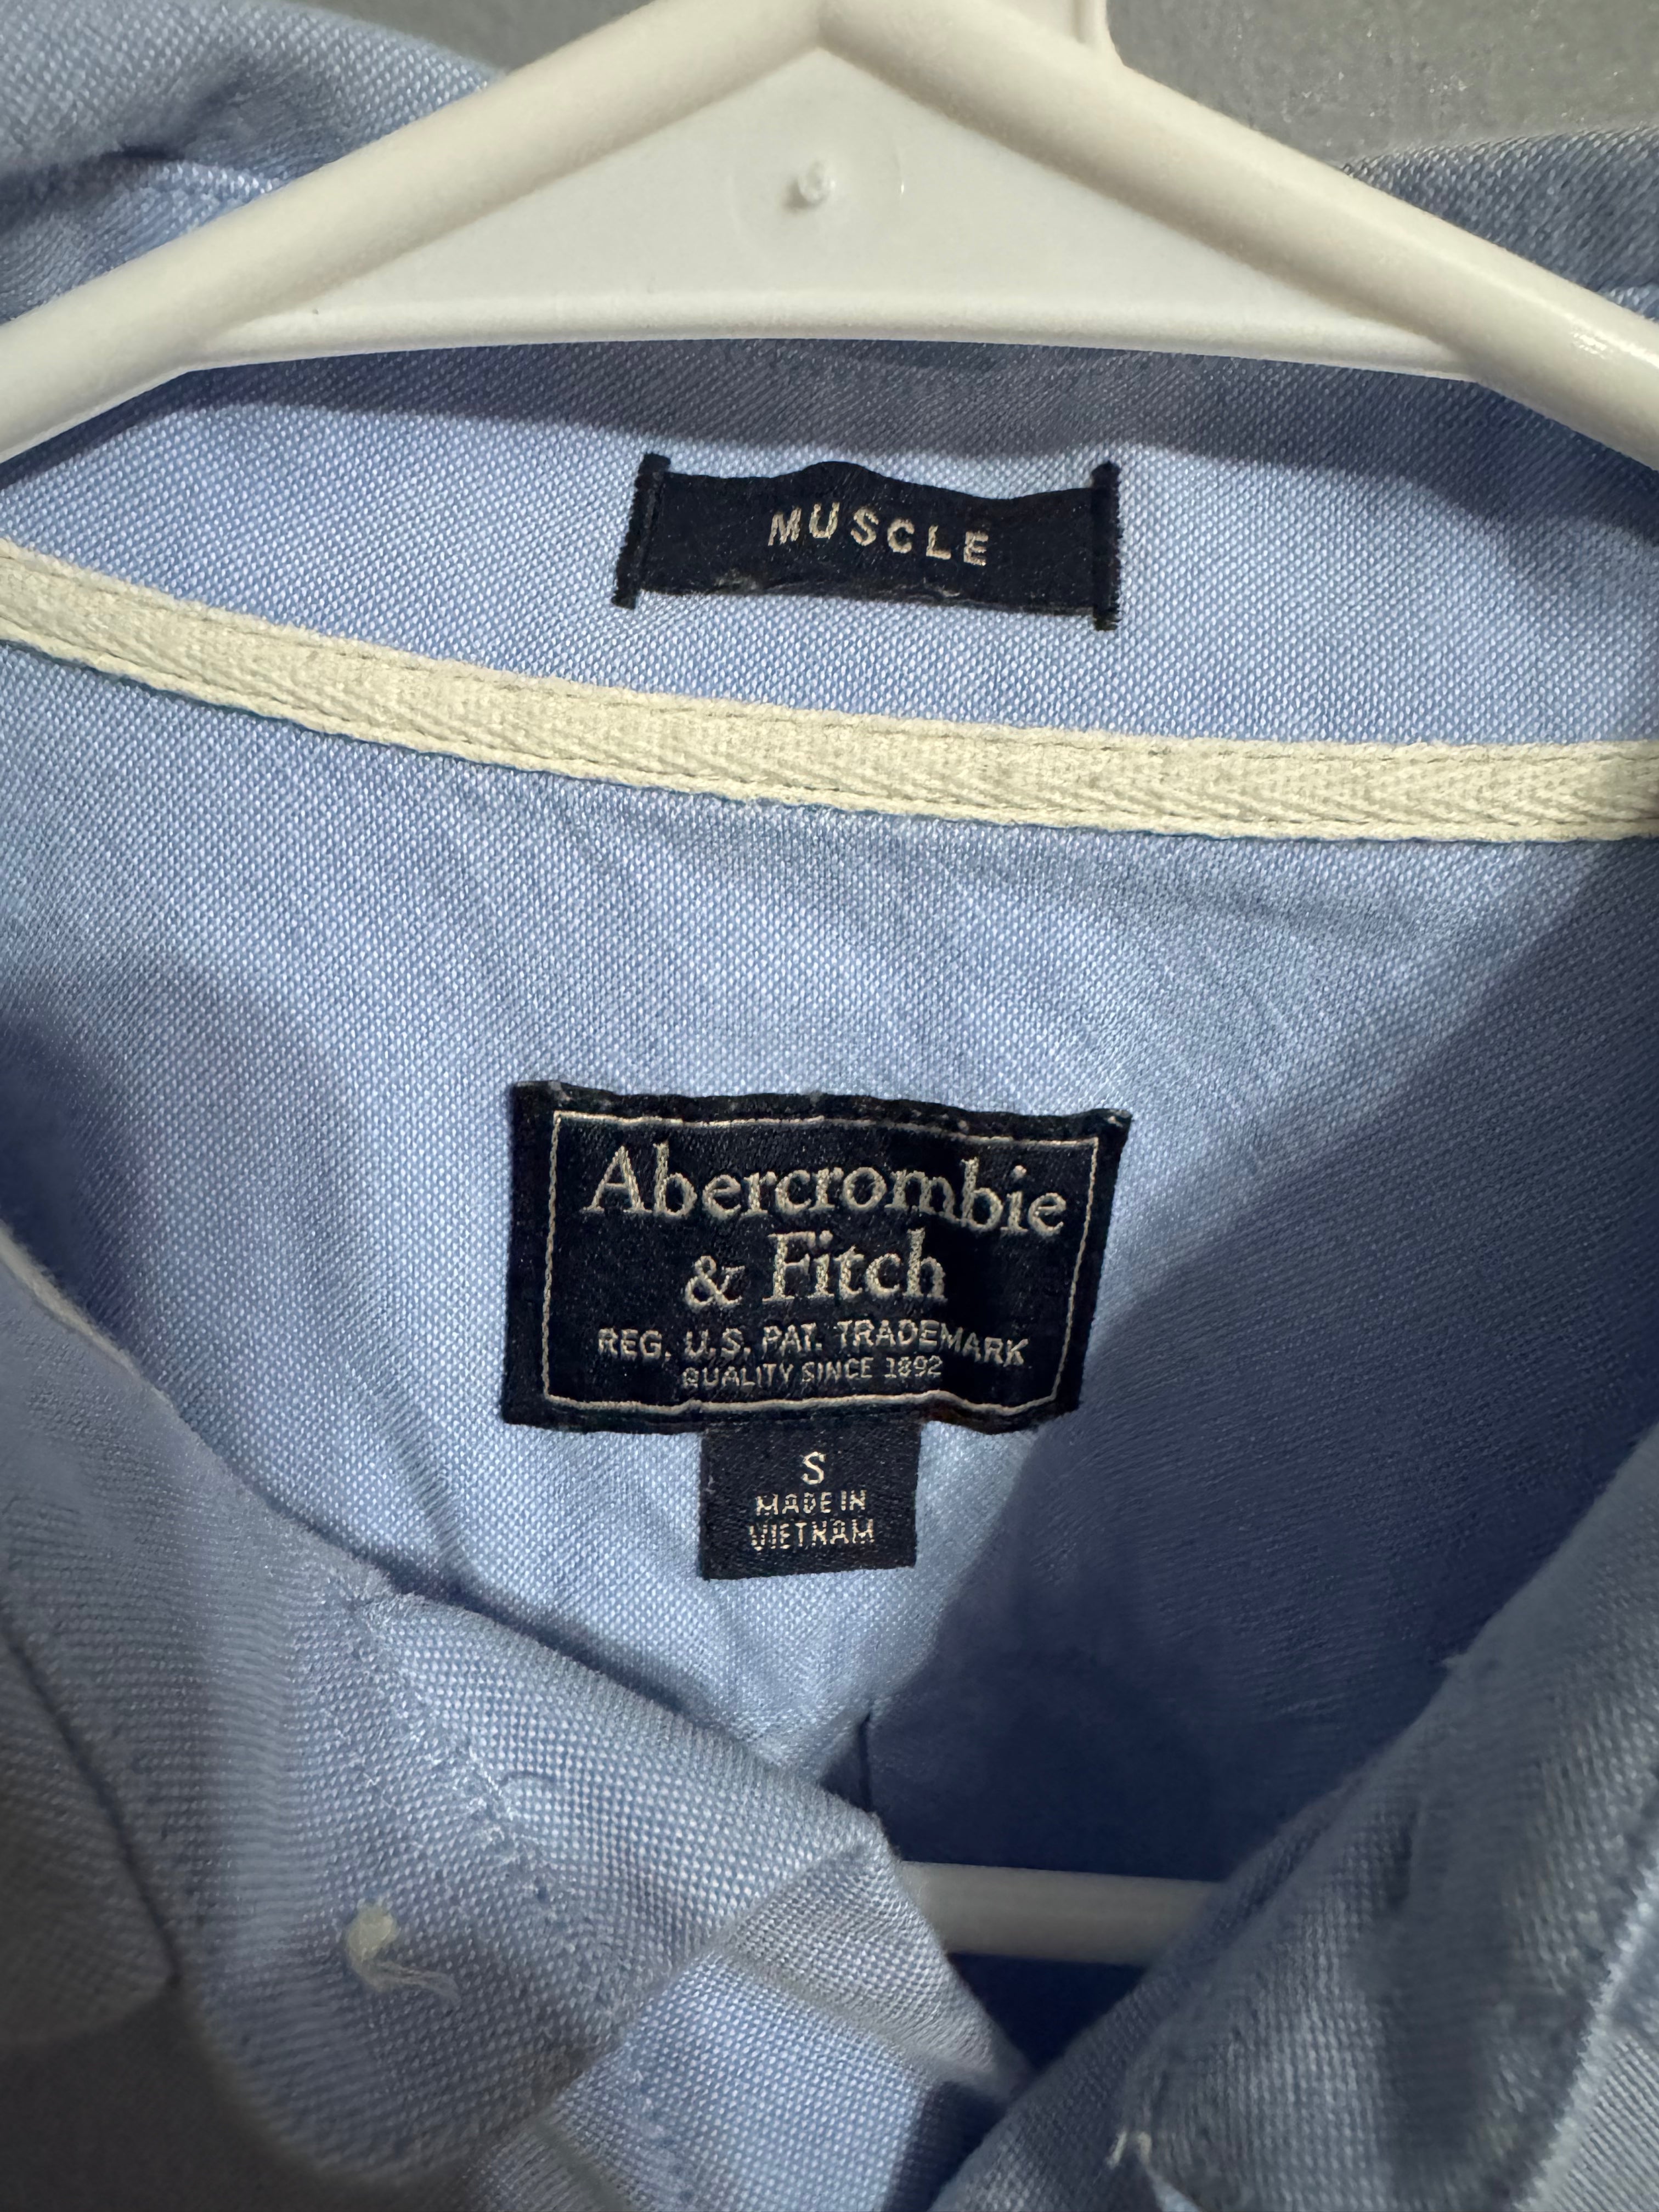 MUSCLE
Abercrombie
& Fitch
REG. U.S. PAT. TRADEMARK
QUALITY SINCE 1892
S
MADE IN
VIETNAM